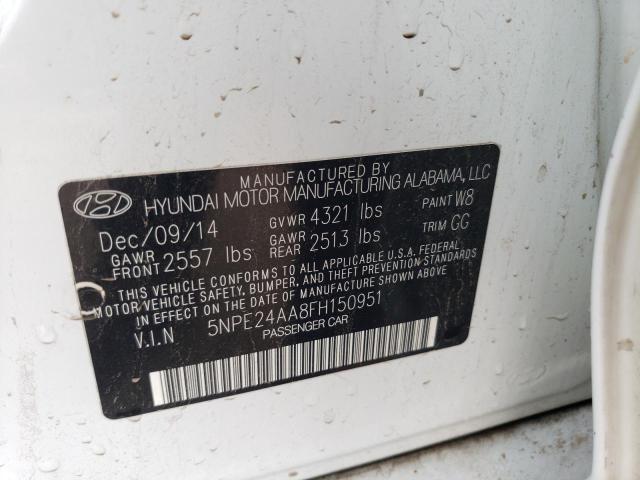 MANUFACTURED BY
HYUNDAI MOTOR MANUFACTURING ALABAMA, LLC
Dec/09/14 GVWR 4321 lbs PAINT W8
GAWR FRONT 2557 lbs GAWR REAR 2513 lbs TRIM GG
THIS VEHICLE CONFORMS TO ALL APPLICABLE U.S.A. FEDERAL
MOTOR VEHICLE SAFETY, BUMPER, AND THEFT PREVENTION STANDARDS
IN EFFECT ON THE DATE OF MANUFACTURE SHOWN ABOVE.
V.I.N 5NPE24AA8FH150951
PASSENGER CAR